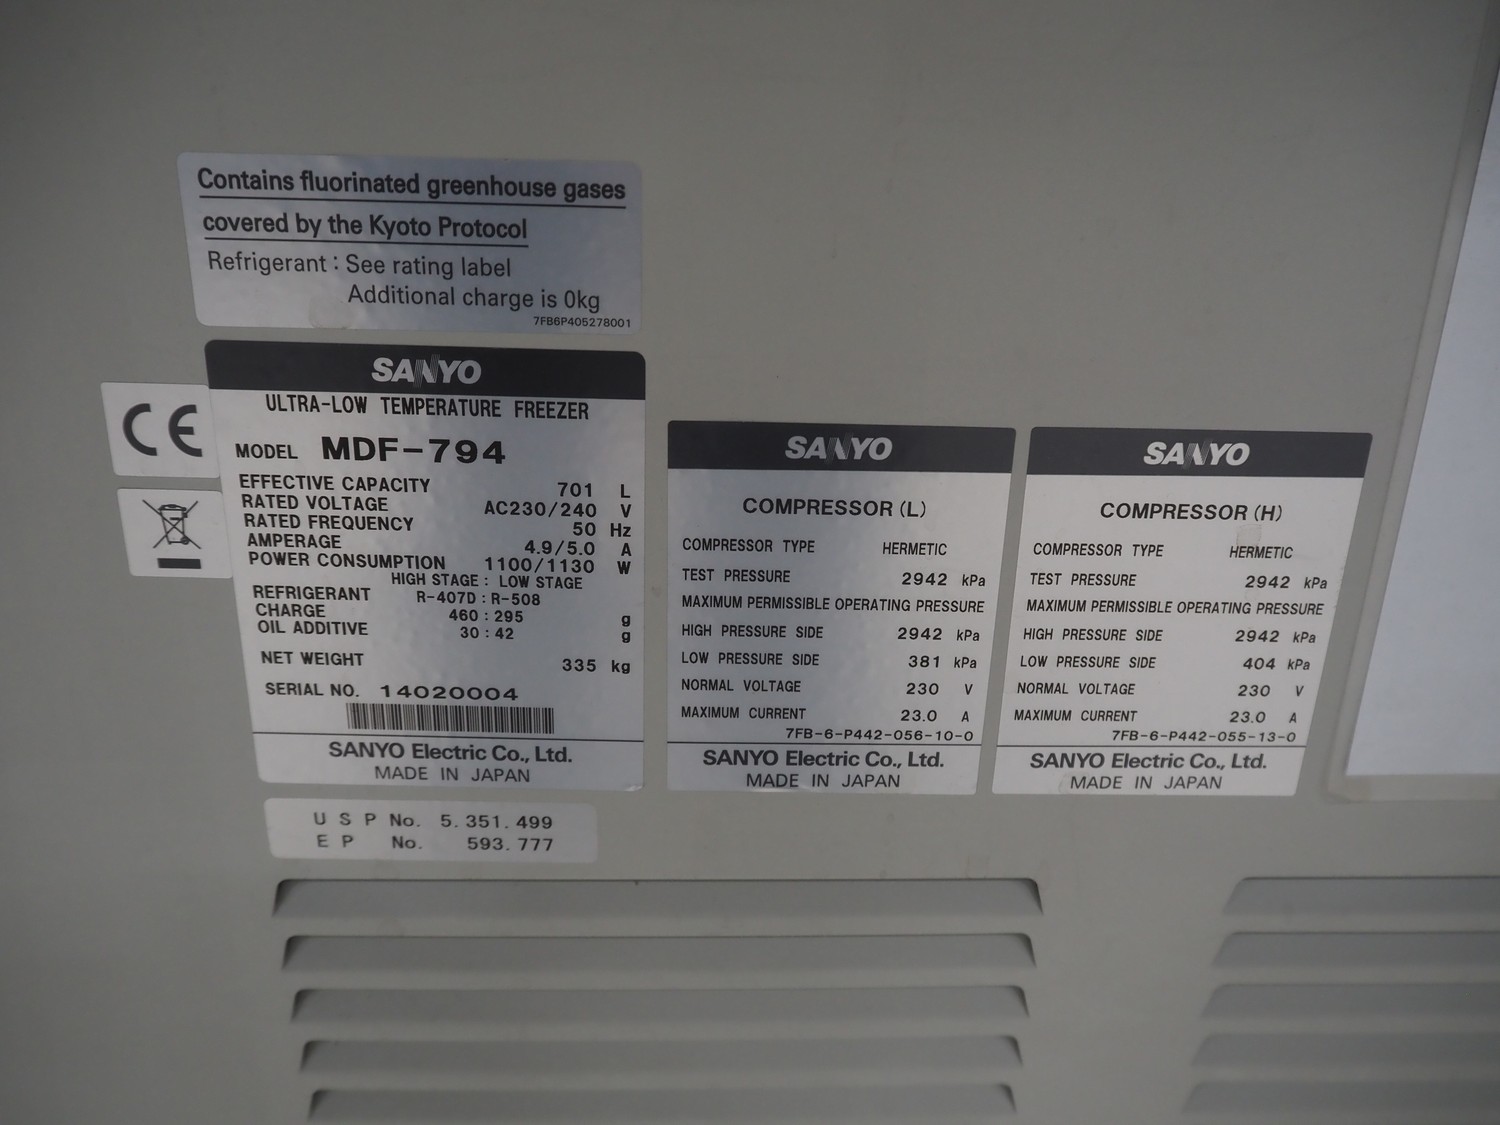 Contains fluorinated greenhouse gases
covered by the Kyoto Protocol
Refrigerant : See rating label
Additional charge is 0kg
7FB6P405278001
CE
SANYO
ULTRA-LOW TEMPERATURE FREEZER
MODEL MDF-794
EFFECTIVE CAPACITY 701 L
RATED VOLTAGE AC230/240 V
RATED FREQUENCY 50 Hz
AMPERAGE 4.9/5.0 A
POWER CONSUMPTION 1100/1130 W
HIGH STAGE : LOW STAGE
REFRIGERANT R-407D : R-508
CHARGE 460 : 295 g
OIL ADDITIVE 30 : 42 g
NET WEIGHT 335 kg
SERIAL NO. 14020004
SANYO Electric Co., Ltd.
MADE IN JAPAN
U S P No. 5. 351. 499
E P No. 593. 777
SANYO
COMPRESSOR (L)
COMPRESSOR TYPE HERMETIC
TEST PRESSURE 2942 kPa
MAXIMUM PERMISSIBLE OPERATING PRESSURE
HIGH PRESSURE SIDE 2942 kPa
LOW PRESSURE SIDE 381 kPa
NORMAL VOLTAGE 230 V
MAXIMUM CURRENT 23.0 A
7FB-6-P442-056-10-0
SANYO Electric Co., Ltd.
MADE IN JAPAN
SANYO
COMPRESSOR (H)
COMPRESSOR TYPE HERMETIC
TEST PRESSURE 2942 kPa
MAXIMUM PERMISSIBLE OPERATING PRESSURE
HIGH PRESSURE SIDE 2942 kPa
LOW PRESSURE SIDE 404 kPa
NORMAL VOLTAGE 230 V
MAXIMUM CURRENT 23.0 A
7FB-6-P442-055-13-0
SANYO Electric Co., Ltd.
MADE IN JAPAN